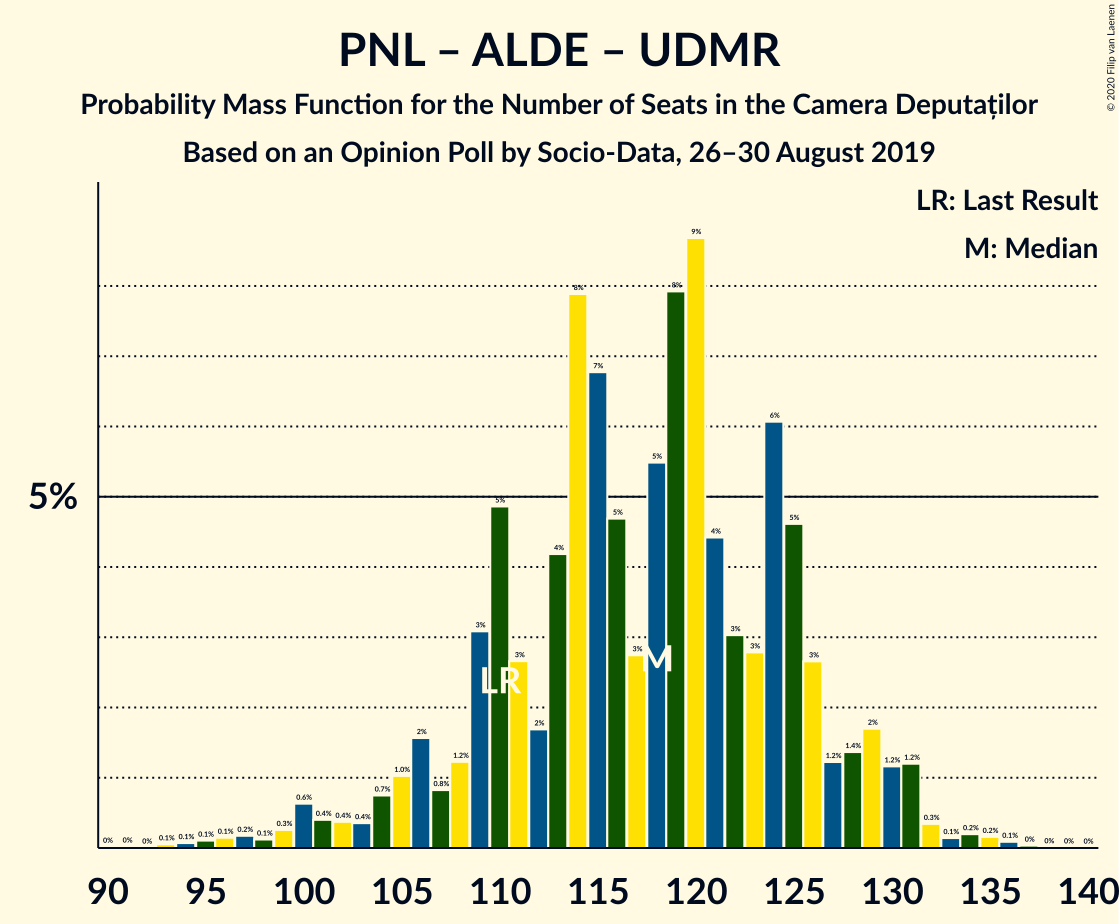 PNL – ALDE – UDMR
Probability Mass Function for the Number of Seats in the Camera Deputaților
Based on an Opinion Poll by Socio-Data, 26–30 August 2019
© 2020 Filip van Laenen
LR: Last Result
M: Median
5%
0% 0% 0% 0.1% 0.1% 0.1% 0.1% 0.2% 0.1% 0.3% 0.6% 0.4% 0.4% 0.4% 0.7% 1.0% 2% 0.8% 1.2% 3% 5% 3% 2% 4% 8% 7% 5% 3% 5% 8% 9% 4% 3% 3% 6% 5% 3% 1.2% 1.4% 2% 1.2% 1.2% 0.3% 0.1% 0.2% 0.2% 0.1% 0% 0% 0% 0%
LR
M
90 95 100 105 110 115 120 125 130 135 140